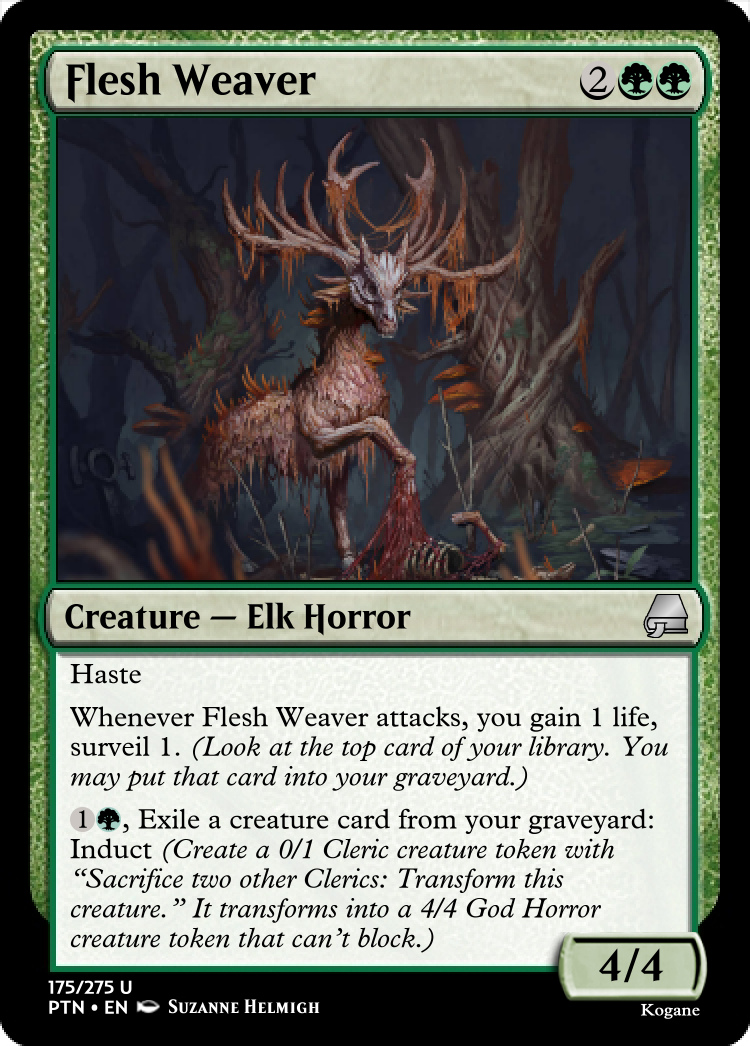 Flesh Weaver 2
Creature — Elk Horror
Haste
Whenever Flesh Weaver attacks, you gain 1 life,
surveil 1. (Look at the top card of your library. You
may put that card into your graveyard.)
1, Exile a creature card from your graveyard:
Induct (Create a 0/1 Cleric creature token with
“Sacrifice two other Clerics: Transform this
creature.” It transforms into a 4/4 God Horror
creature token that can’t block.)
4/4
175/275 U
PTN • EN Suzanne Helmigh
Kogane